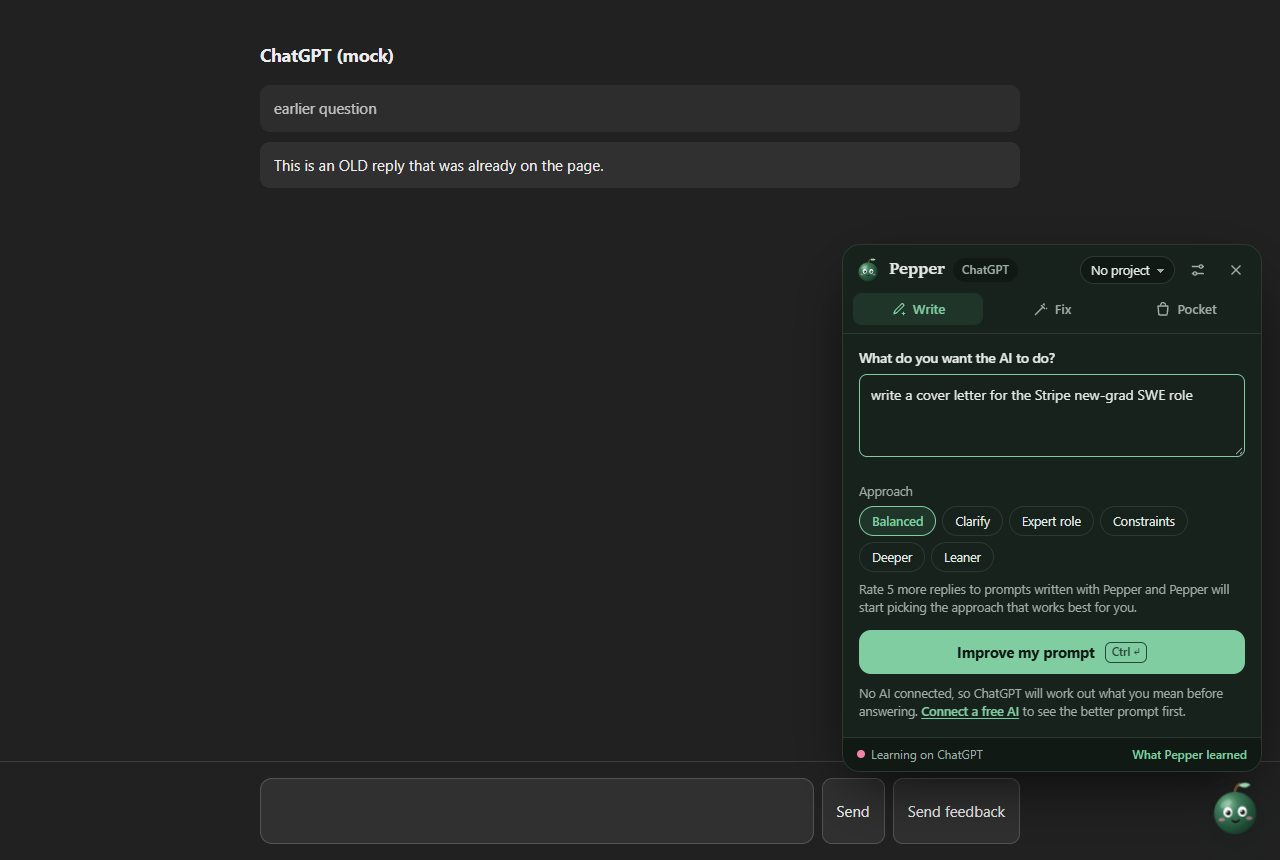 ChatGPT (mock)
earlier question
This is an OLD reply that was already on the page.
Pepper
ChatGPT
No project
Write
Fix
Pocket
What do you want the AI to do?
write a cover letter for the Stripe new-grad SWE role
Approach
Balanced
Clarify
Expert role
Constraints
Deeper
Leaner
Rate 5 more replies to prompts written with Pepper and Pepper will
start picking the approach that works best for you.
Improve my prompt Ctrl ⏎
No AI connected, so ChatGPT will work out what you mean before
answering. Connect a free AI to see the better prompt first.
Learning on ChatGPT
What Pepper learned
Send
Send feedback